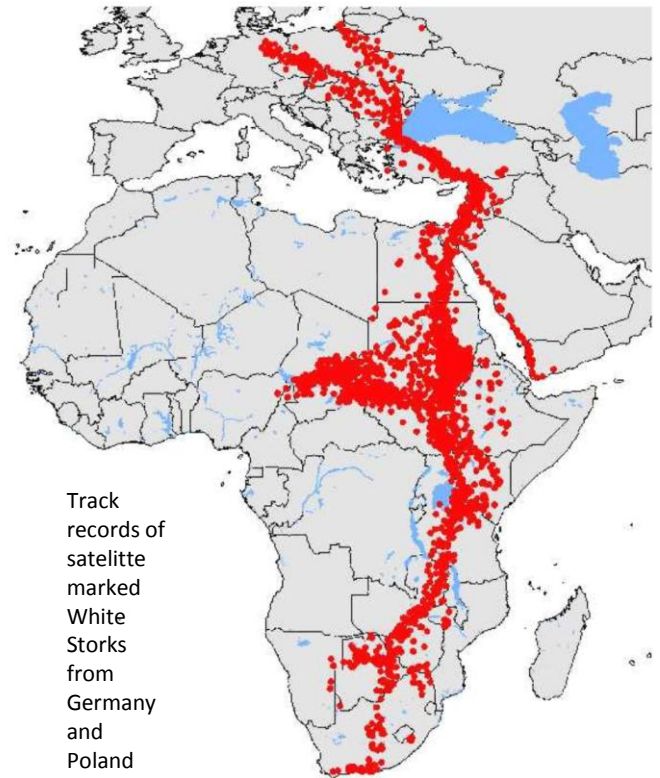 Track
records of
satelitte
marked
White
Storks
from
Germany
and
Poland